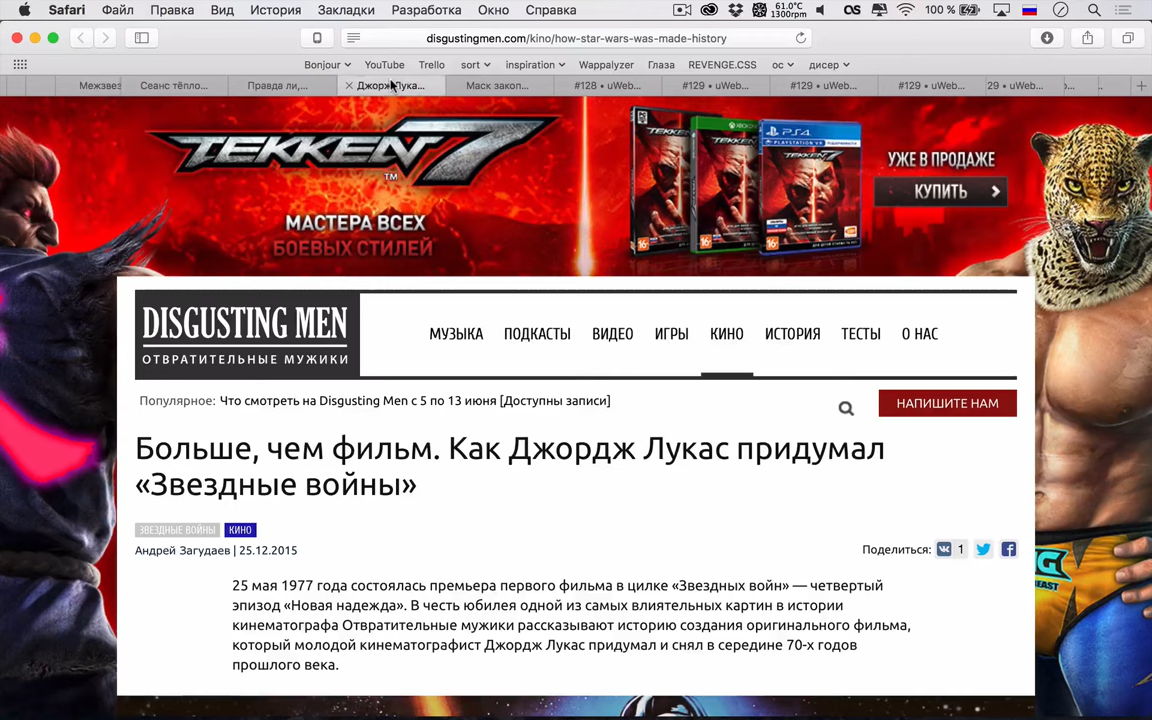 Safari Файл Правка Вид История Закладки Разработка Окно Справка 61.0°C 1300rpm 100 %
disgustingmen.com/kino/how-star-wars-was-made-history
Bonjour YouTube Trello sort inspiration Wappalyzer Глаза REVENGE.CSS ос дисер
Межзвез Сеанс тёпло... Правда ли,... Джорж Лука... Маск закоп... #128 • uWeb... #129 • uWeb... #129 • uWeb... #129 • uWeb... 29 • uWeb...
TEKKEN 7
TM
МАСТЕРА ВСЕХ
БОЕВЫХ СТИЛЕЙ
УЖЕ В ПРОДАЖЕ
КУПИТЬ
DISGUSTING MEN
ОТВРАТИТЕЛЬНЫЕ МУЖИКИ
МУЗЫКА ПОДКАСТЫ ВИДЕО ИГРЫ КИНО ИСТОРИЯ ТЕСТЫ О НАС
Популярное: Что смотреть на Disgusting Men с 5 по 13 июня [Доступны записи]
НАПИШИТЕ НАМ
Больше, чем фильм. Как Джордж Лукас придумал
«Звездные войны»
ЗВЕЗДНЫЕ ВОЙНЫ КИНО
Андрей Загудаев | 25.12.2015
Поделиться: 1
25 мая 1977 года состоялась премьера первого фильма в цилке «Звездных войн» — четвертый
эпизод «Новая надежда». В честь юбилея одной из самых влиятельных картин в истории
кинематографа Отвратительные мужики рассказывают историю создания оригинального фильма,
который молодой кинематографист Джордж Лукас придумал и снял в середине 70-х годов
прошлого века.